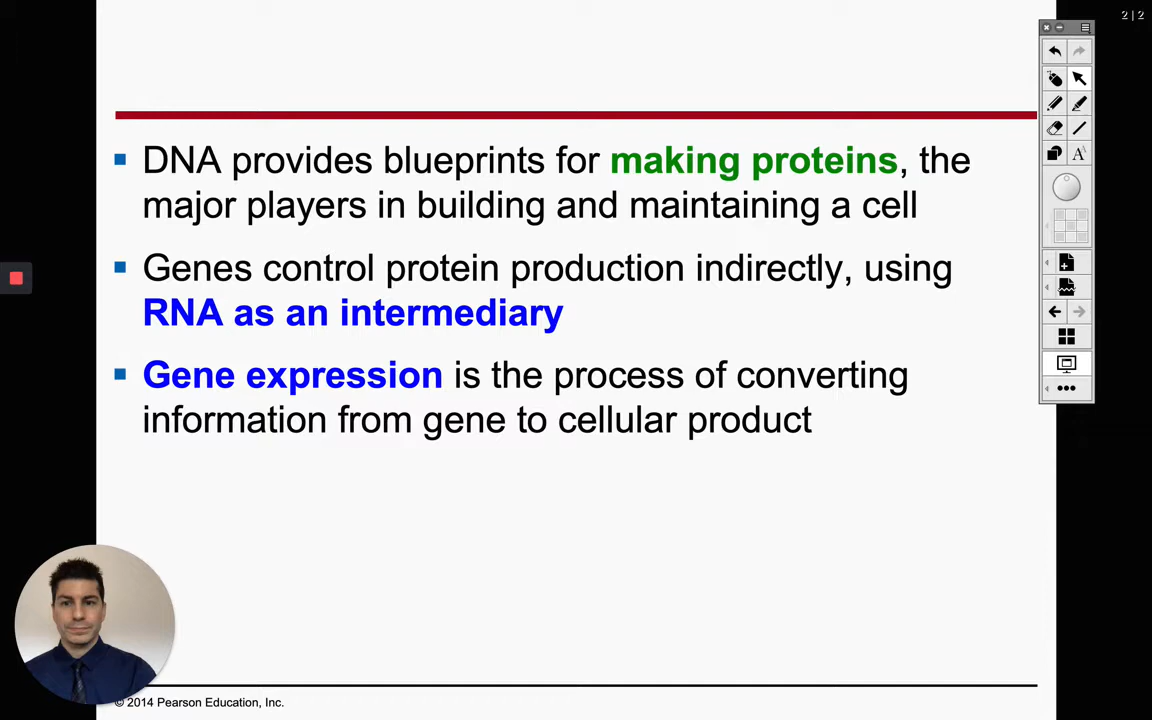 2|2
DNA provides blueprints for making proteins, the
major players in building and maintaining a cell
Genes control protein production indirectly, using
RNA as an intermediary
Gene expression is the process of converting
information from gene to cellular product
© 2014 Pearson Education, Inc.